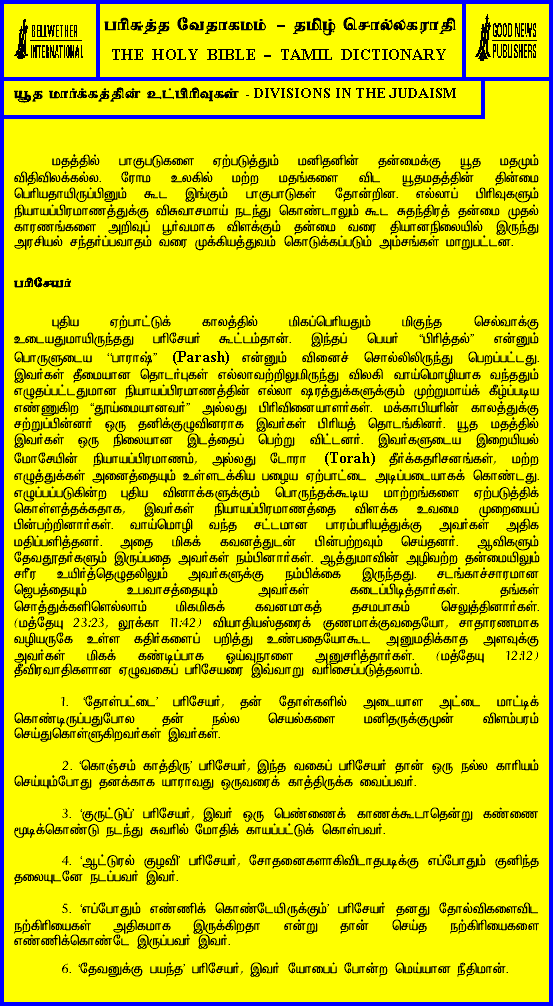 BELLWETHER
INTERNATIONAL
பரிசுத்த வேதாகமம் – தமிழ் சொல்லகராதி
THE HOLY BIBLE – TAMIL DICTIONARY
GOOD NEWS
PUBLISHERS
யூத மார்க்கத்தின் உட்பிரிவுகள் - DIVISIONS IN THE JUDAISM
மதத்தில் பாகுபடுகளை ஏற்படுத்தும் மனிதனின் தன்மைக்கு யூத மதமும்
விதிவிலக்கல்ல. ரோம உலகில் மற்ற மதங்களை விட யூதமதத்தின் தின்மை
பெரியதாயிருப்பினும் கூட இங்கும் பாகுபாடுகள் தோன்றின. எல்லாப் பிரிவுகளும்
நியாயப்பிரமாணத்துக்கு விசுவாசமாய் நடந்து கொண்டாலும் கூட சுதந்திரத் தன்மை முதல்
காரணங்களை அறிவுப் பூர்வமாக விளக்கும் தன்மை வரை தியானநிலையில் இருந்து
அரசியல் சந்தர்ப்பவாதம் வரை முக்கியத்துவம் கொடுக்கப்படும் அம்சங்கள் மாறுபட்டன.
பரிசேயர்
புதிய ஏற்பாட்டுக் காலத்தில் மிகப்பெரியதும் மிகுந்த செல்வாக்கு
உடையதுமாயிருந்தது பரிசேயர் கூட்டம்தான். இந்தப் பெயர் “பிரித்தல்” என்னும்
பொருளுடைய “பாராஷ்” (Parash) என்னும் வினைச் சொல்லிலிருந்து பெறப்பட்டது.
இவர்கள் தீமையான தொடர்புகள் எல்லாவற்றிலுமிருந்து விலகி வாய்மொழியாக வந்ததும்
எழுதப்பட்டதுமான நியாயப்பிரமாணத்தின் எல்லா ஷரத்துக்களுக்கும் முற்றுமாய்க் கீழ்ப்படிய
எண்ணுகிற “தூய்மையானவர்” அல்லது பிரிவினையாளர்கள். மக்காபியரின் காலத்துக்கு
சற்றுப்பின்னர் ஒரு தனிக்குழுவினராக இவர்கள் பிரியத் தொடங்கினர். யூத மதத்தில்
இவர்கள் ஒரு நிலையான இடத்தைப் பெற்று விட்டனர். இவர்களுடைய இறையியல்
மோசேயின் நியாயப்பிரமாணம், அல்லது டோரா (Torah) தீர்க்கதரிசனங்கள், மற்ற
எழுத்துக்கள் அனைத்தையும் உள்ளடக்கிய பழைய ஏற்பாட்டை அடிப்படையாகக் கொண்டது.
எழுப்பப்படுகின்ற புதிய வினாக்களுக்கும் பொருந்தக்கூடிய மாற்றங்களை ஏற்படுத்திக்
கொள்ளத்தக்கதாக, இவர்கள் நியாயப்பிரமாணத்தை விளக்க உவமை முறையைப்
பின்பற்றினார்கள். வாய்மொழி வந்த சட்டமான பாரம்பரியத்துக்கு அவர்கள் அதிக
மதிப்பளித்தனர். அதை மிகக் கவனத்துடன் பின்பற்றவும் செய்தனர். ஆவிகளும்
தேவதூதர்களும் இருப்பதை அவர்கள் நம்பினார்கள். ஆத்துமாவின் அழிவற்ற தன்மையிலும்
சரீர உயிர்த்தெழுதலிலும் அவர்களுக்கு நம்பிக்கை இருந்தது. சடங்காச்சாரமான
ஜெபத்தையும் உபவாசத்தையும் அவர்கள் கடைப்பிடித்தார்கள். தங்கள்
சொத்துக்களிலெல்லாம் மிகமிகக் கவனமாகத் தசமபாகம் செலுத்தினார்கள்.
(மத்தேயு 23:23, லூக்கா 11:42) வியாதியஸ்தரைக் குணமாக்குவதையோ, சாதாரணமாக
வழியருகே உள்ள கதிர்களைப் பறித்து உண்பதையோகூட அனுமதிக்காத அளவுக்கு
அவர்கள் மிகக் கண்டிப்பாக ஓய்வுநாளை அனுசரித்தார்கள். (மத்தேயு 12:1,2)
தீவிரவாதிகளான ஏழுவகைப் பரிசேயரை இவ்வாறு வரிசைப்படுத்தலாம்.
1. ‘தோள்பட்டை’ பரிசேயர், தன் தோள்களில் அடையாள அட்டை மாட்டிக்
கொண்டிருப்பதுபோல தன் நல்ல செயல்களை மனிதருக்குமுன் விளம்பரம்
செய்துகொள்ளுகிறவர்கள் இவர்கள்.
2. ‘கொஞ்சம் காத்திரு’ பரிசேயர், இந்த வகைப் பரிசேயர் தான் ஒரு நல்ல காரியம்
செய்யும்போது தனக்காக யாராவது ஒருவரைக் காத்திருக்க வைப்பவர்.
3. ‘குருட்டுப்’ பரிசேயர், இவர் ஒரு பெண்ணைக் காணக்கூடாதென்று கண்ணை
மூடிக்கொண்டு நடந்து சுவரில் மோதிக் காயப்பட்டுக் கொள்பவர்.
4. ‘ஆட்டுரல் குழவி’ பரிசேயர், சோதனைகளாகிவிடாதபடிக்கு எப்போதும் குனிந்த
தலையுடனே நடப்பவர் இவர்.
5. ‘எப்போதும் எண்ணிக் கொண்டேயிருக்கும்’ பரிசேயர் தனது தோல்விகளைவிட
நற்கிரியைகள் அதிகமாக இருக்கிறதா என்று தான் செய்த நற்கிரியைகளை
எண்ணிக்கொண்டே இருப்பவர் இவர்.
6. ‘தேவனுக்கு பயந்த’ பரிசேயர், இவர் யோபைப் போன்ற மெய்யான நீதிமான்.